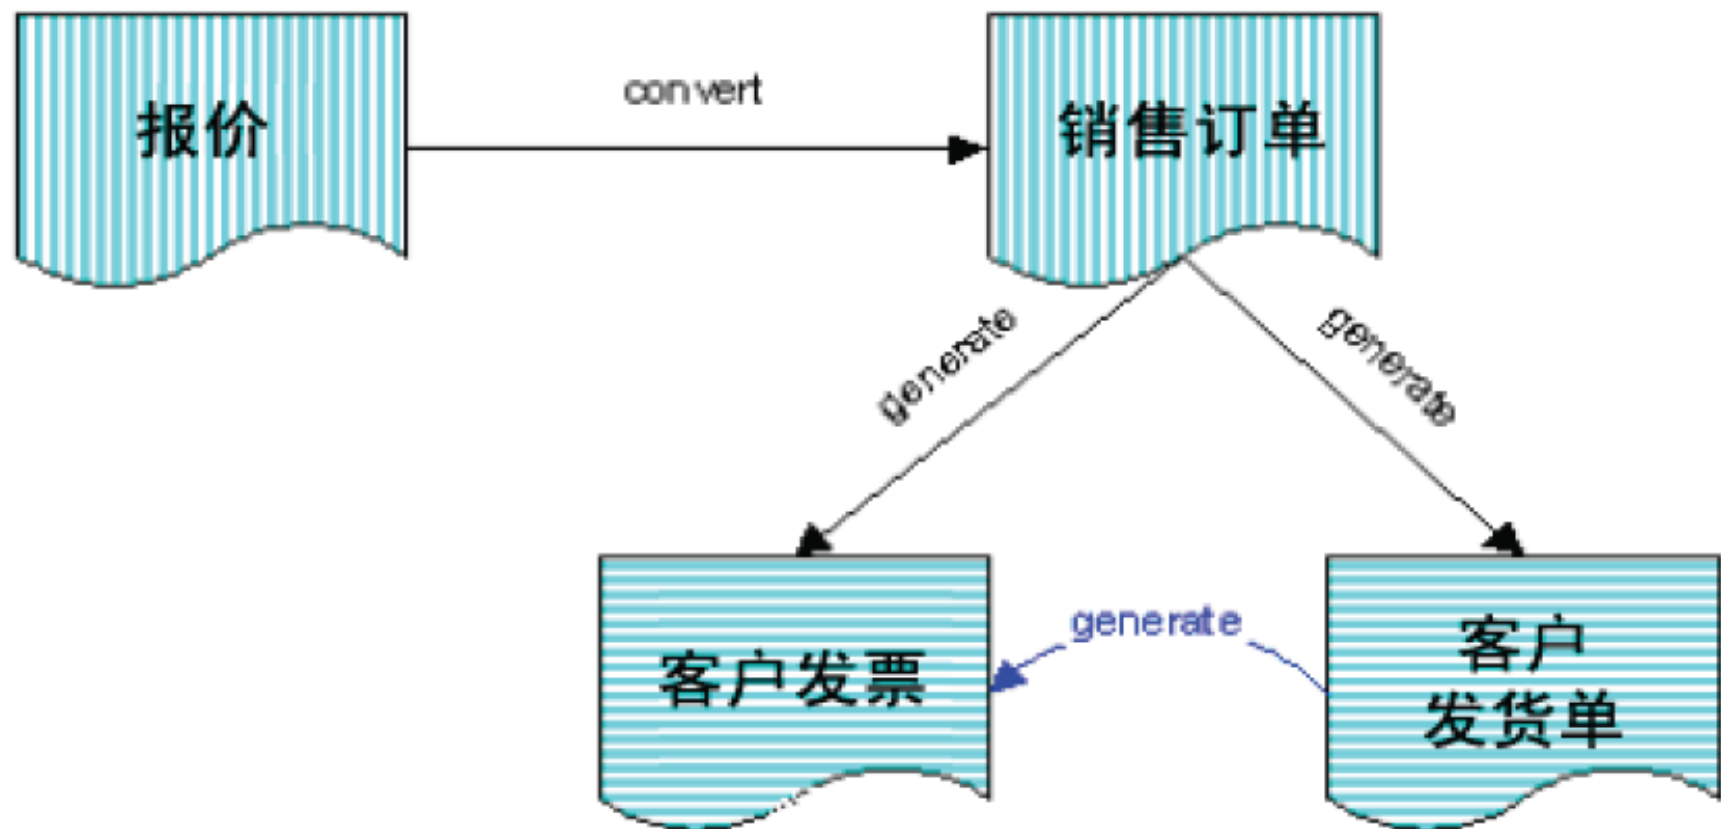 报价
convert
销售订单
generate
generate
客户发票
generate
客户
发货单